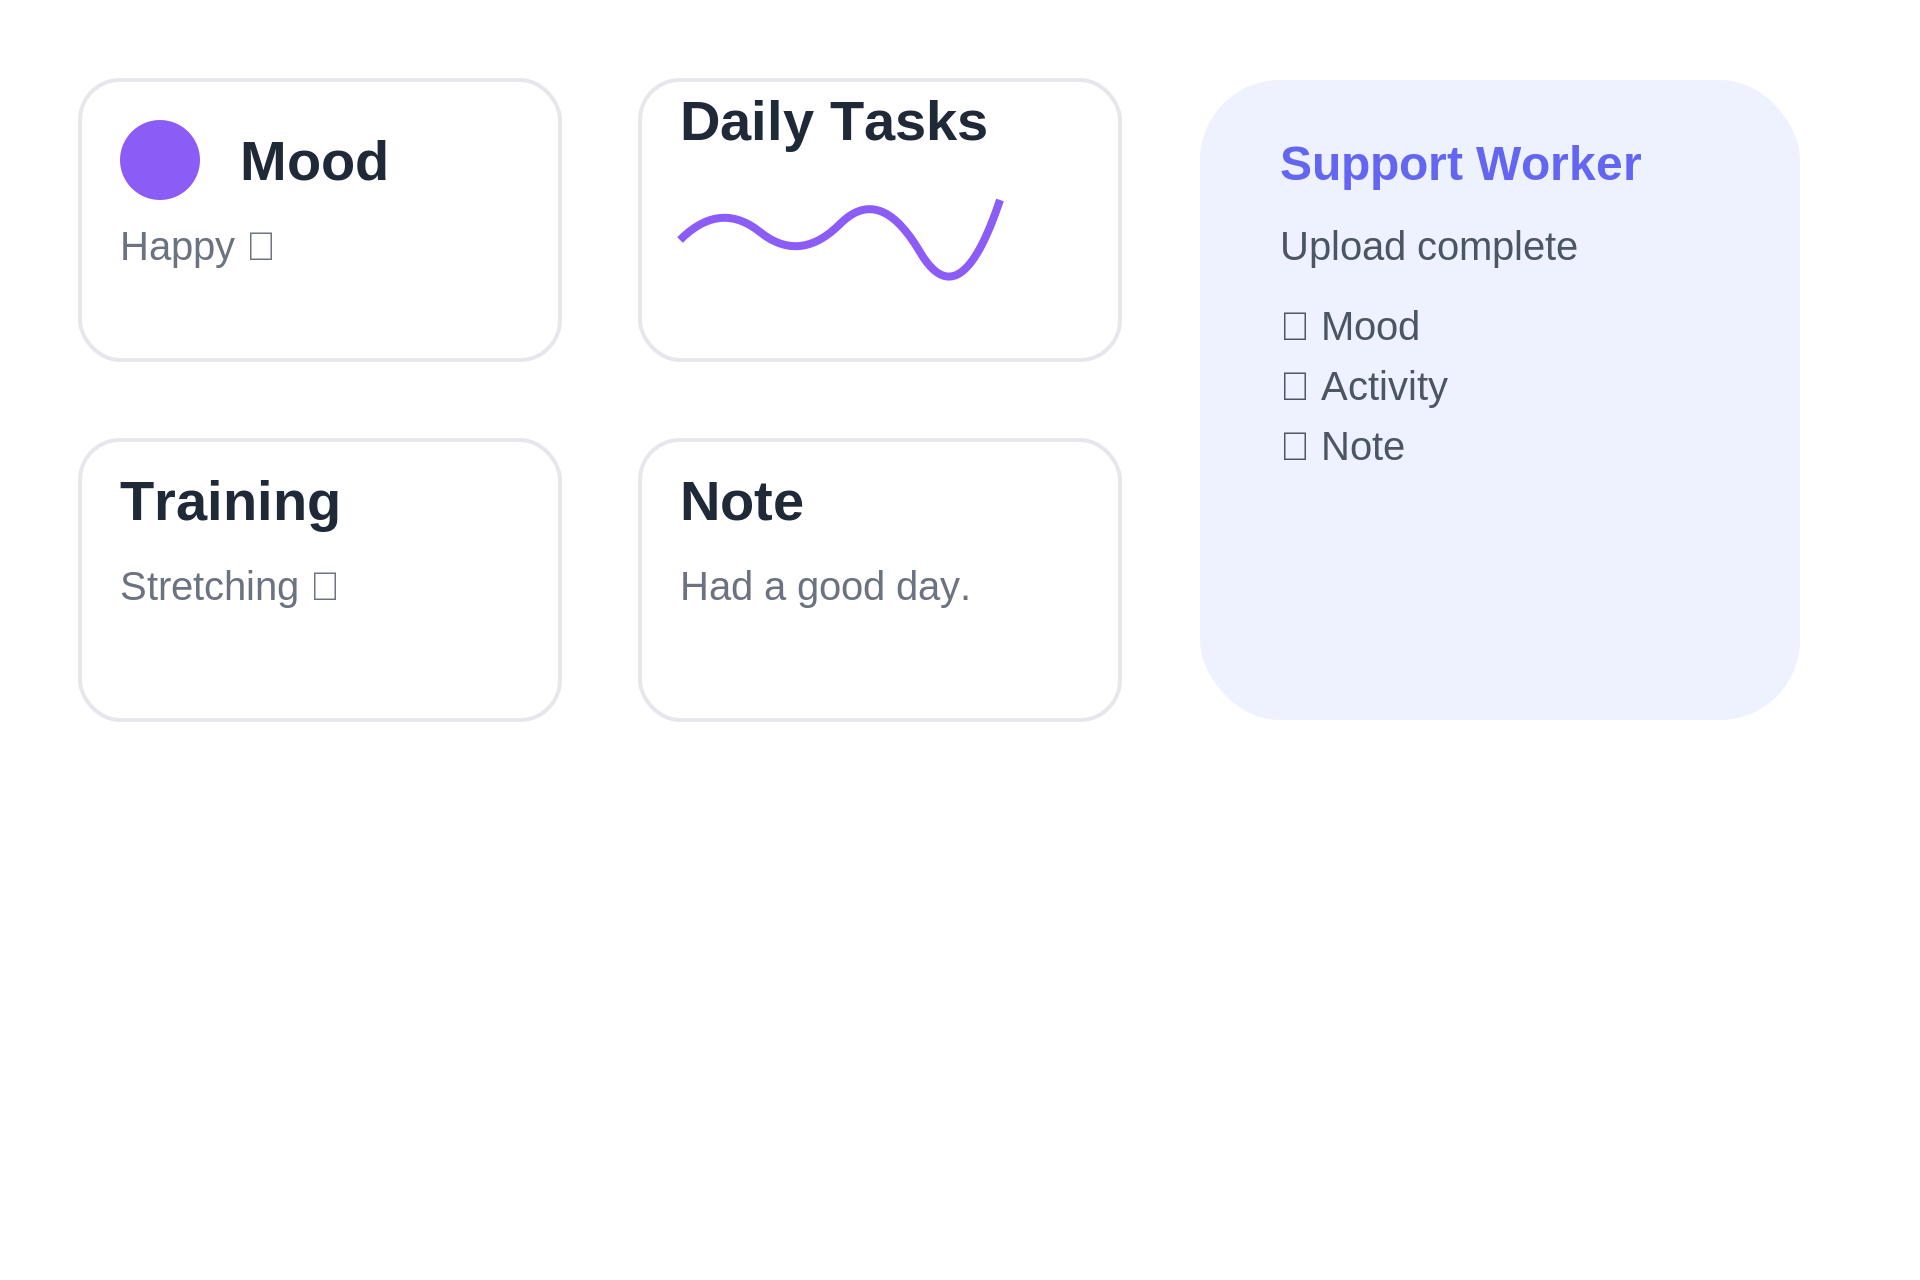 Mood
Happy
Daily Tasks
Training
Stretching
Note
Had a good day.
Support Worker
Upload complete
Mood
Activity
Note